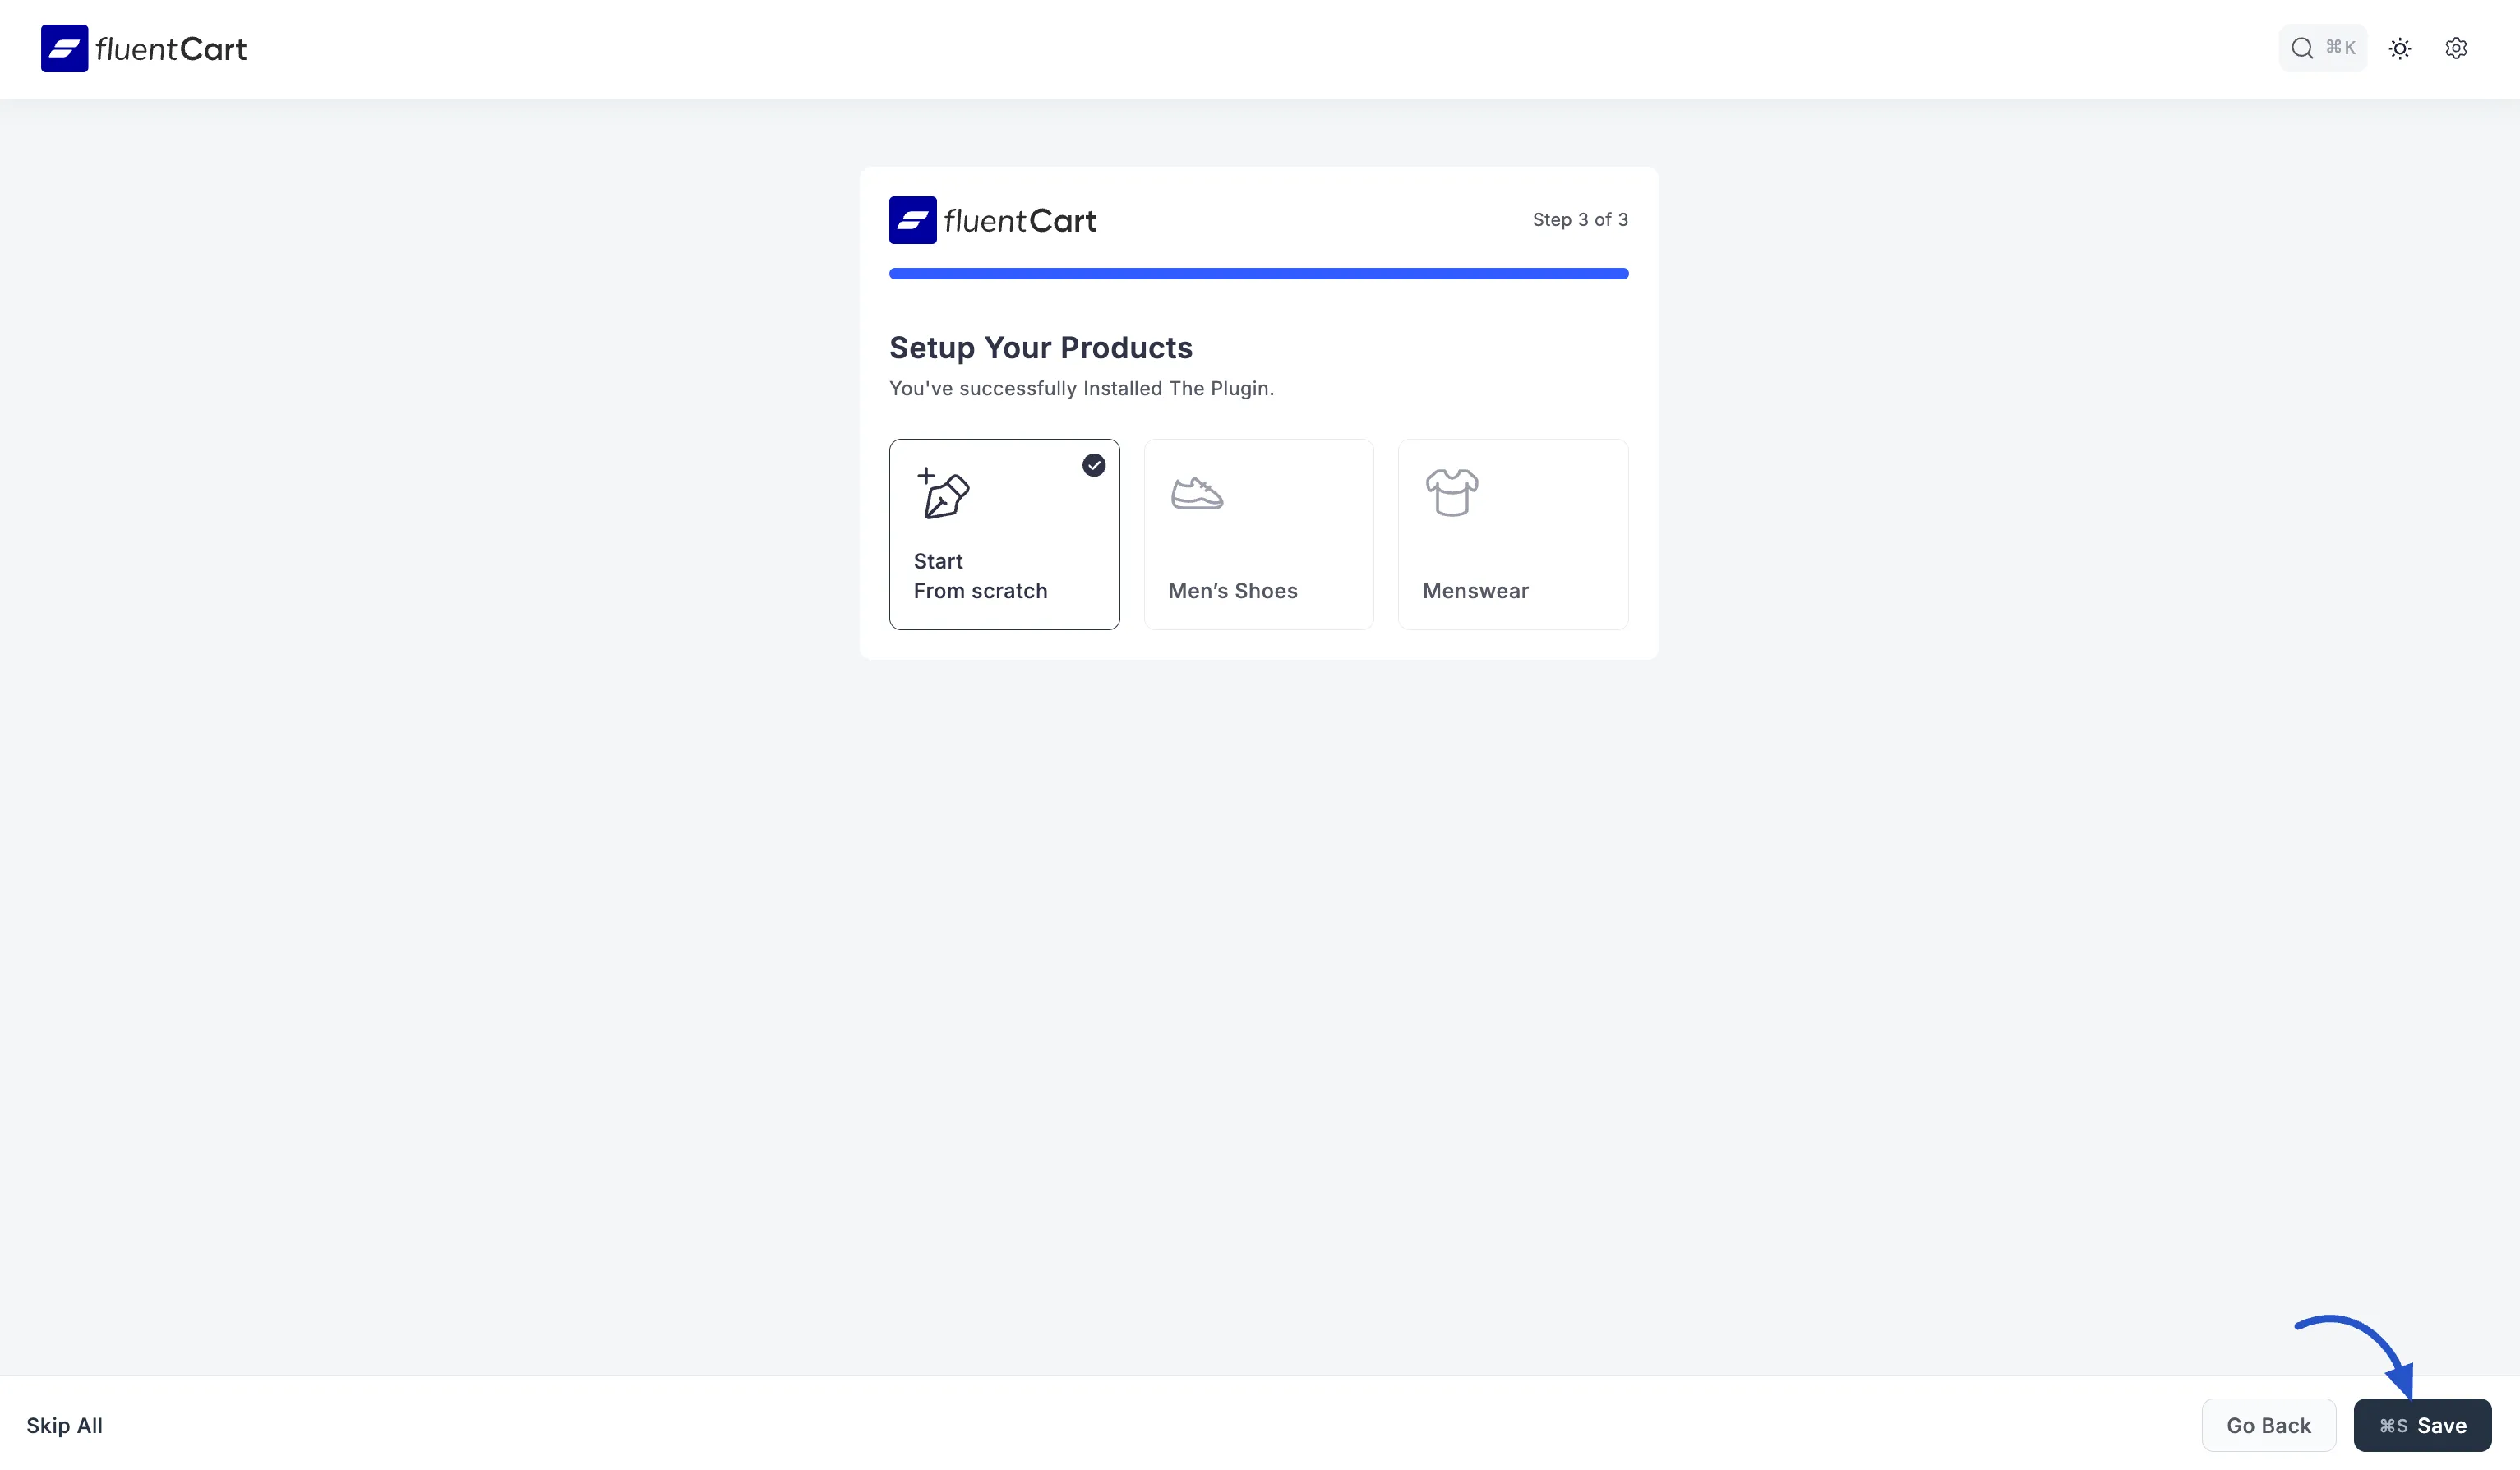 fluentCart
⌘K
fluentCart
Step 3 of 3
Setup Your Products
You've successfully Installed The Plugin.
Start
From scratch
Men’s Shoes
Menswear
Skip All
Go Back
⌘S Save